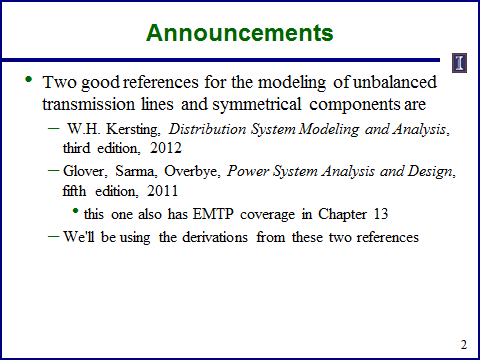 Announcements
I
• Two good references for the modeling of unbalanced
transmission lines and symmetrical components are
– W.H. Kersting, Distribution System Modeling and Analysis,
third edition, 2012
– Glover, Sarma, Overbye, Power System Analysis and Design,
fifth edition, 2011
• this one also has EMTP coverage in Chapter 13
– We'll be using the derivations from these two references
2